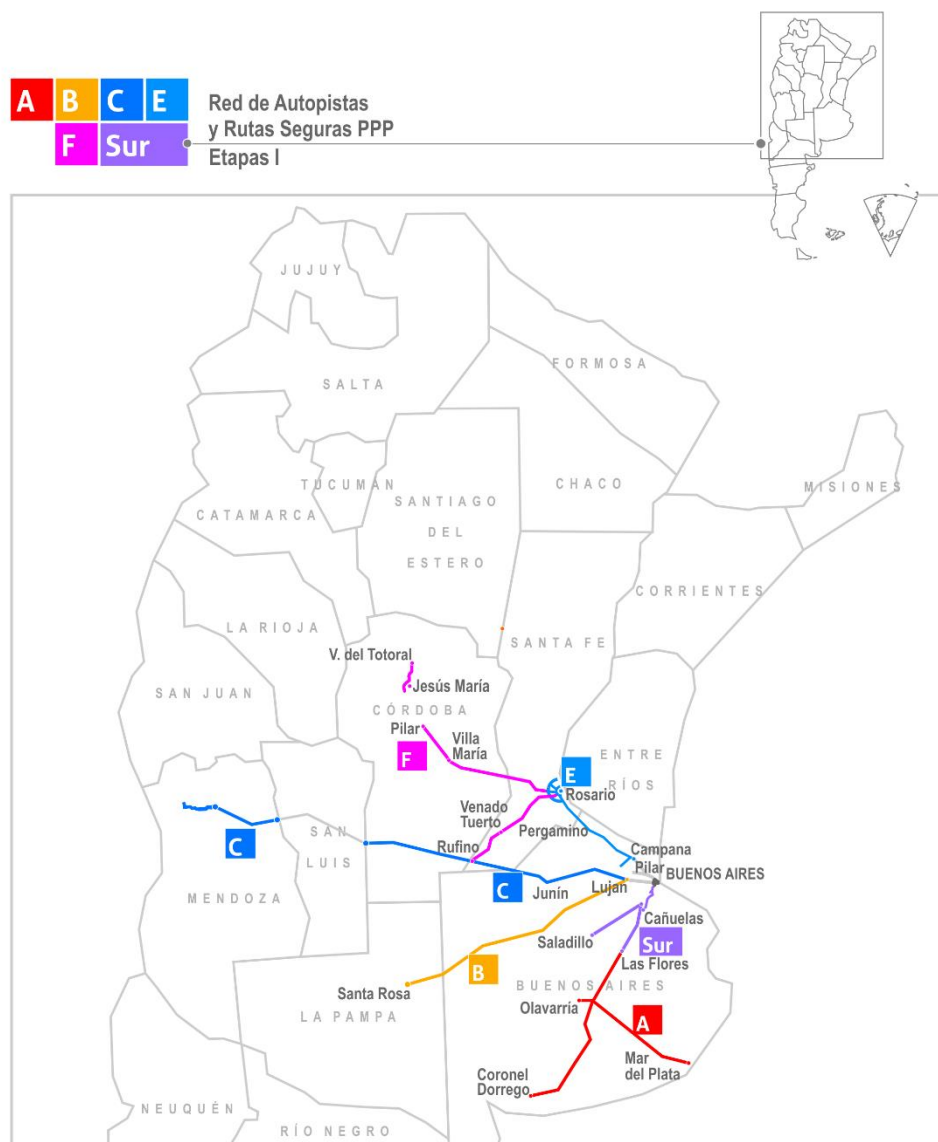 A B C E
F Sur
Red de Autopistas
y Rutas Seguras PPP
Etapas I
JUJUY
FORMOSA
SALTA
TUCUMÁN
CHACO
MISIONES
CATAMARCA
SANTIAGO
DEL
ESTERO
CORRIENTES
LA RIOJA
SANTA FE
V. del Totoral
Jesús María
SAN JUAN
CÓRDOBA
Pilar
Villa
María
F
ENTRE
RÍOS
E
Rosario
Venado
Tuerto
Pergamino
SAN
LUIS
C
Rufino
Campana
Pilar
BUENOS AIRES
C
Junín
Lujan
MENDOZA
Cañuelas
Saladillo
Sur
Las Flores
B
Santa Rosa
BUENOS AIRES
Olavarría
LA PAMPA
A
Mar
del Plata
Coronel
Dorrego
NEUQUÉN
RÍO NEGRO